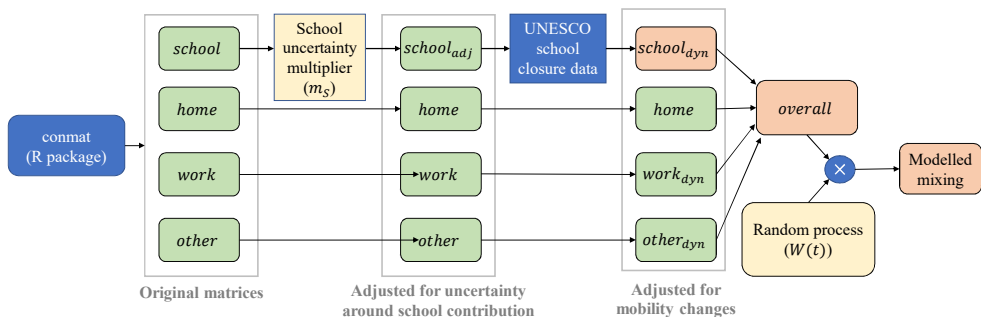 conmat
(R package)
school
home
work
other
Original matrices
School
uncertainty
multiplier
(m_S)
school_adj
home
work
other
Adjusted for uncertainty
around school contribution
UNESCO
school
closure data
school_dyn
home
work_dyn
other_dyn
Adjusted for
mobility changes
overall
×
Random process
(W(t))
Modelled
mixing